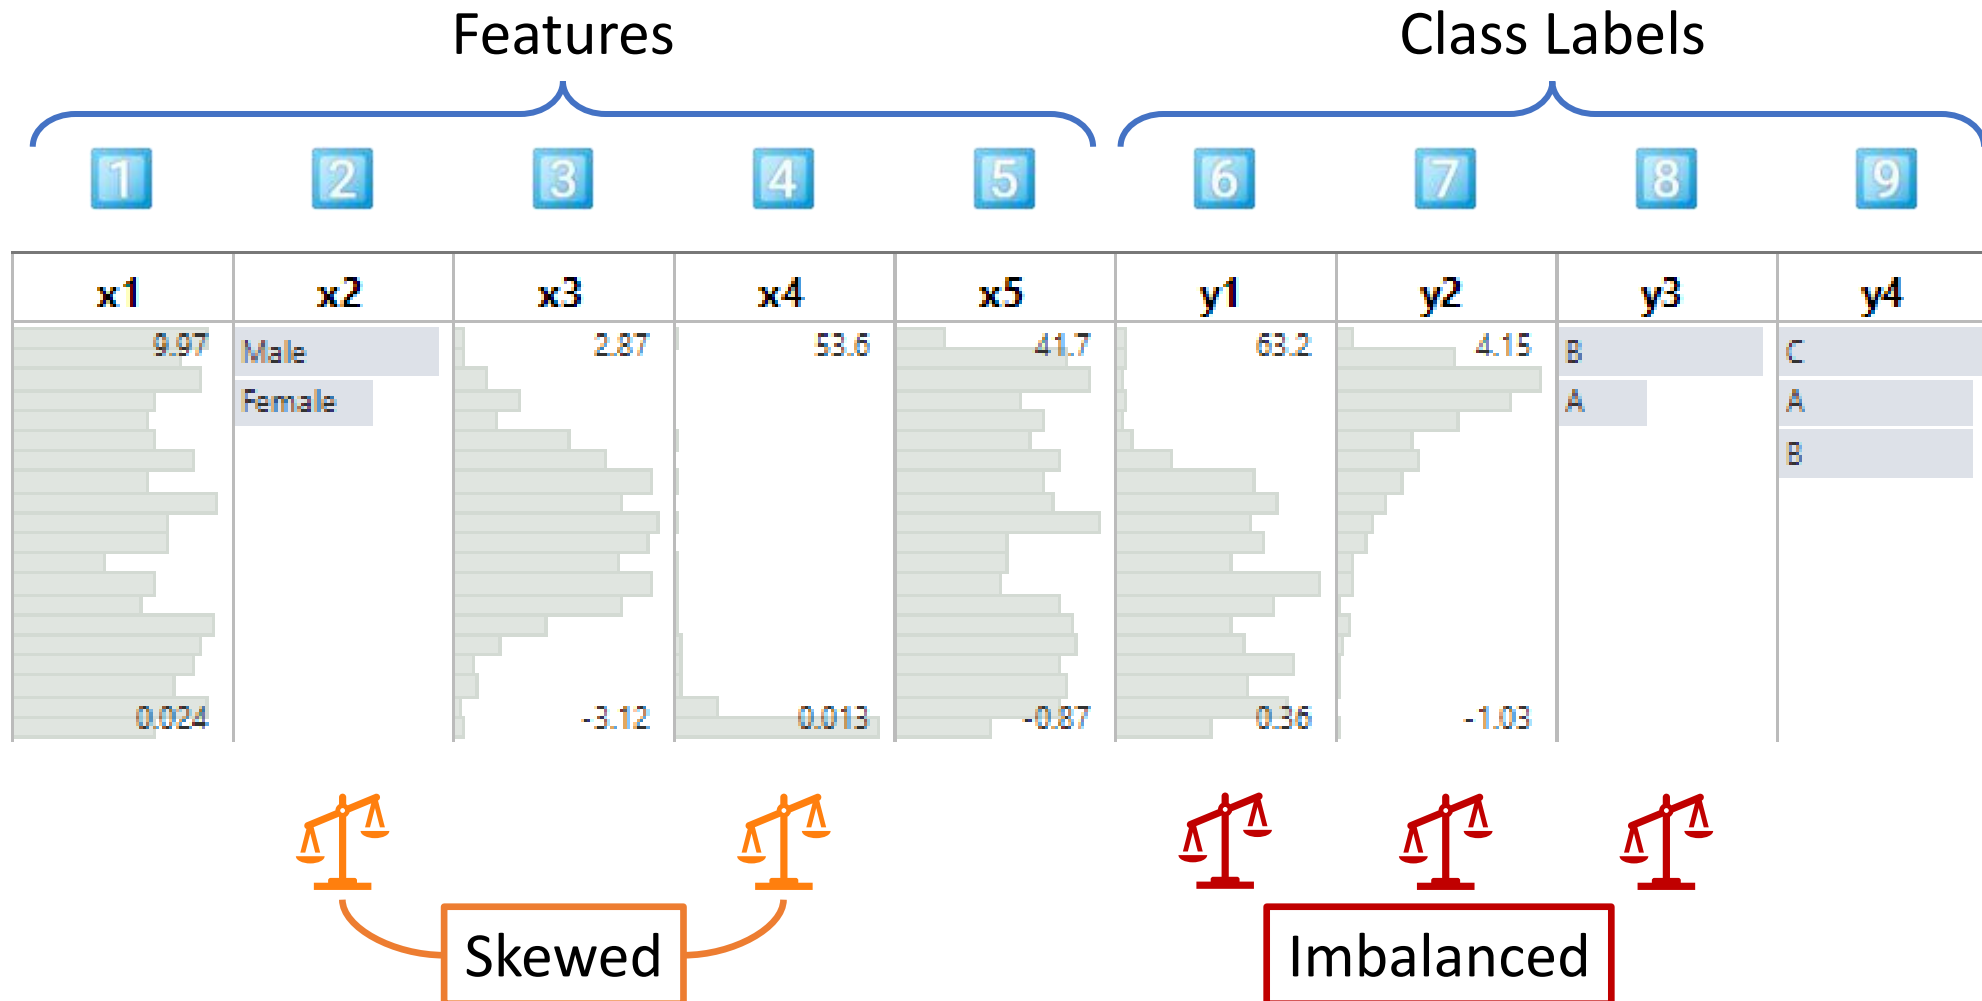 Features
Class Labels
1 2 3 4 5 6 7 8 9
x1 x2 x3 x4 x5 y1 y2 y3 y4
9.97 Male 2.87 53.6 41.7 63.2 4.15 B C
Female A A
B
0.024 -3.12 0.013 -0.87 0.36 -1.03
Skewed
Imbalanced